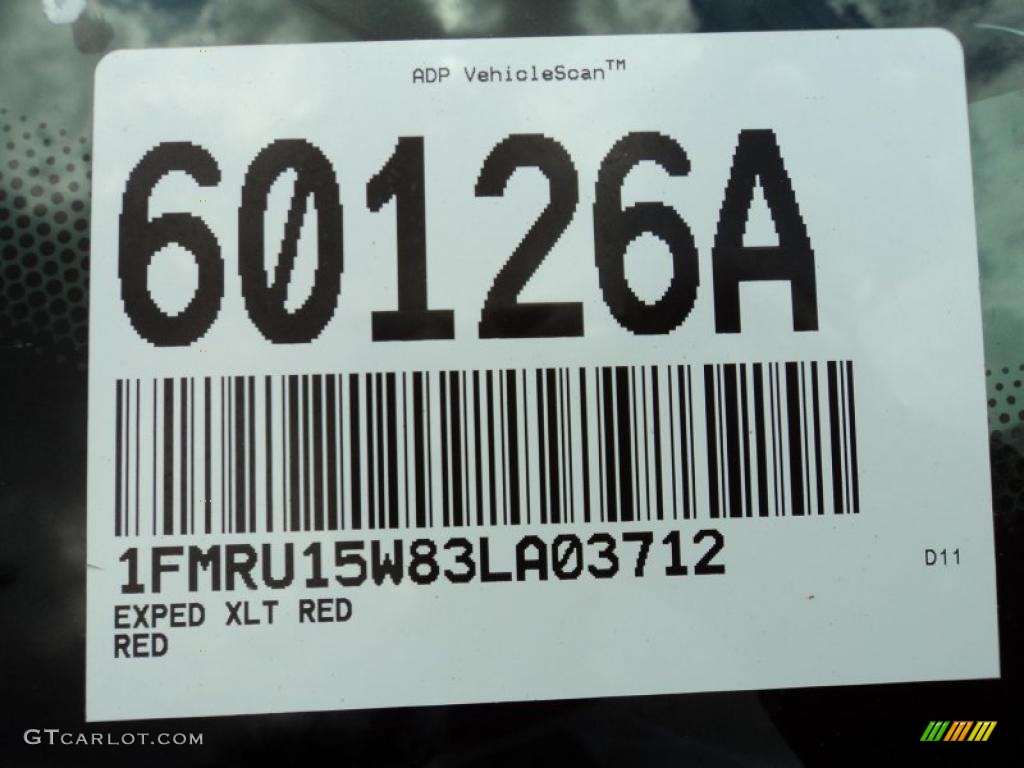 ADP VehicleScan™
60126A
1FMRU15W83LA03712
D11
EXPED XLT RED
RED
GTCARLOT.COM